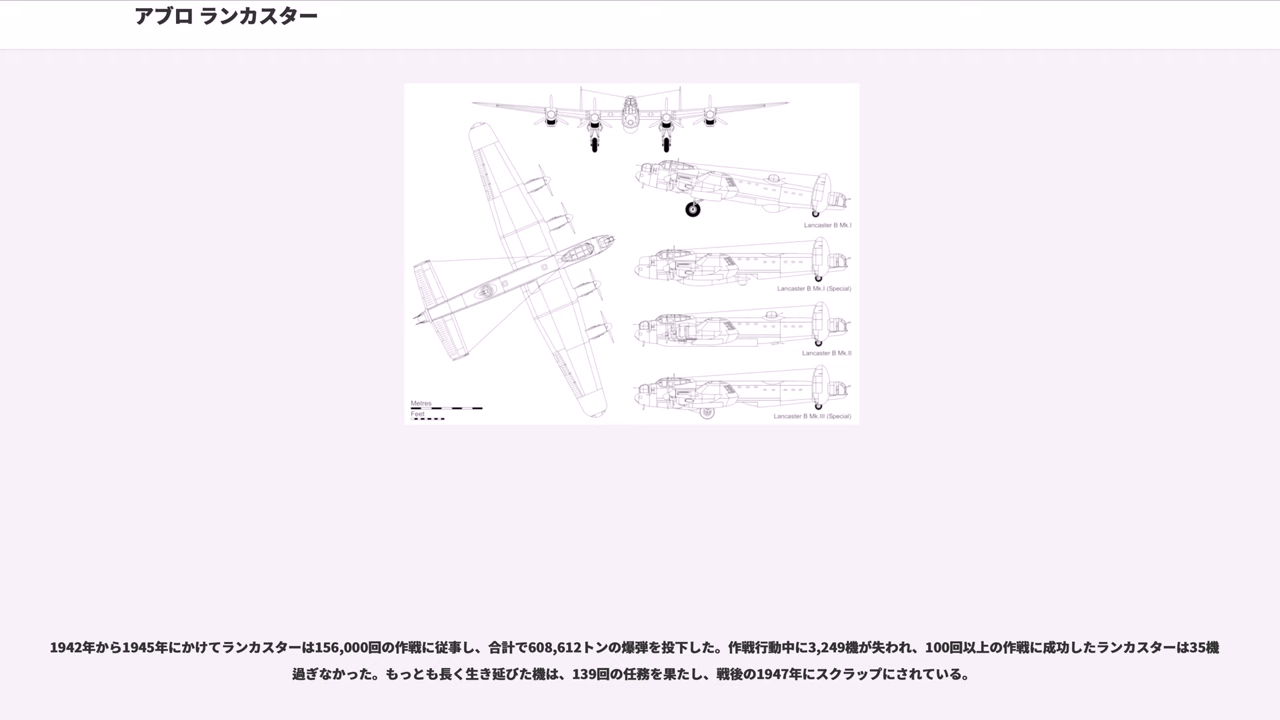 アブロ ランカスター
Lancaster B Mk.I
Lancaster B Mk.I (Special)
Lancaster B Mk.II
Metres
Feet
Lancaster B Mk.III (Special)
1942年から1945年にかけてランカスターは156,000回の作戦に従事し、合計で608,612トンの爆弾を投下した。作戦行動中に3,249機が失われ、100回以上の作戦に成功したランカスターは35機
過ぎなかった。もっとも長く生き延びた機は、139回の任務を果たし、戦後の1947年にスクラップにされている。